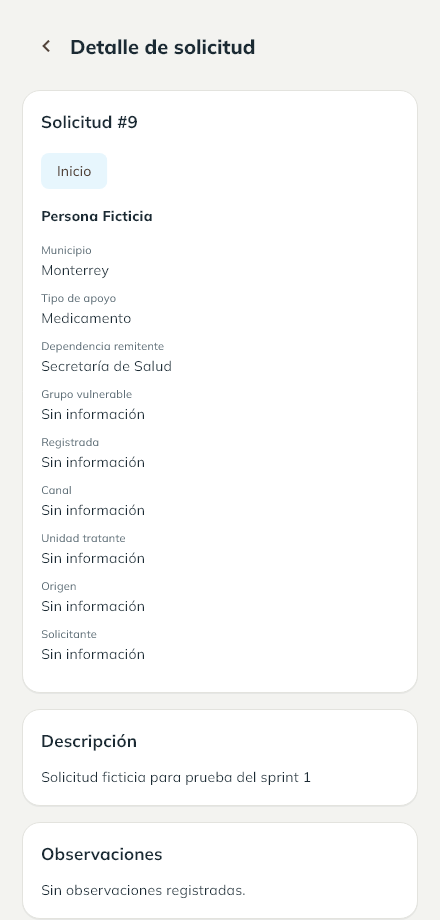 Detalle de solicitud
Solicitud #9
Inicio
Persona Ficticia
Municipio
Monterrey
Tipo de apoyo
Medicamento
Dependencia remitente
Secretaría de Salud
Grupo vulnerable
Sin información
Registrada
Sin información
Canal
Sin información
Unidad tratante
Sin información
Origen
Sin información
Solicitante
Sin información
Descripción
Solicitud ficticia para prueba del sprint 1
Observaciones
Sin observaciones registradas.